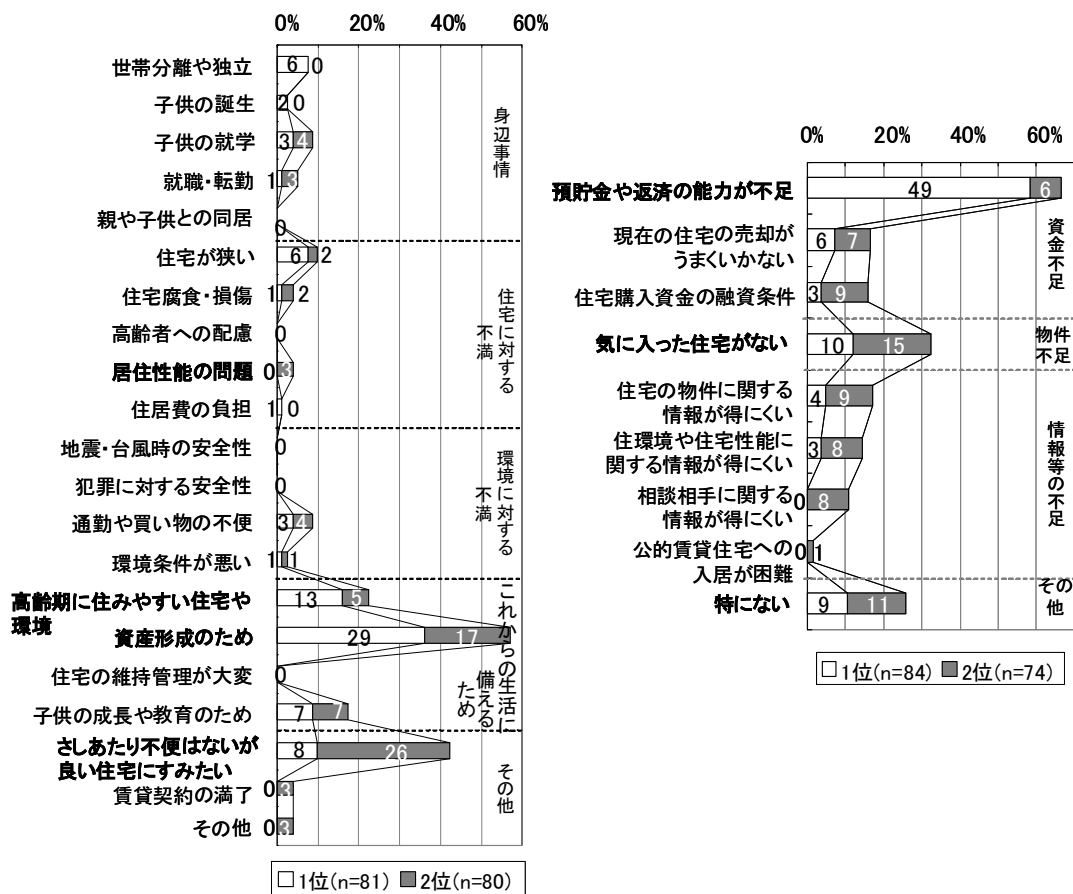 0% 20% 40% 60%
世帯分離や独立 6 0
子供の誕生 2 0
子供の就学 3 4
就職・転勤 1 3
親や子供との同居 0
身辺事情
住宅が狭い 6 2
住宅腐食・損傷 1 2
高齢者への配慮 0
居住性能の問題 0 3
住居費の負担 1 0
住宅に対する
不満
地震・台風時の安全性 0
犯罪に対する安全性 0
通勤や買い物の不便 3 4
環境条件が悪い 1 1
環境に対する
不満
高齢期に住みやすい住宅や
環境
13 5
資産形成のため 29 17
住宅の維持管理が大変 0
子供の成長や教育のため 7 7
これからの生活に
備える
ため
さしあたり不便はないが
良い住宅にすみたい
8 26
賃貸契約の満了 0 3
その他 0 3
その他
1位(n=81) 2位(n=80)
0% 20% 40% 60%
預貯金や返済の能力が不足 49 6
現在の住宅の売却が
うまくいかない
6 7
住宅購入資金の融資条件 3 9
資金不足
気に入った住宅がない 10 15
物件
不足
住宅の物件に関する
情報が得にくい
4 9
住環境や住宅性能に
関する情報が得にくい
3 8
相談相手に関する
情報が得にくい
0 8
公的賃貸住宅への
入居が困難
0 1
情報等の不足
特にない 9 11
その
他
1位(n=84) 2位(n=74)